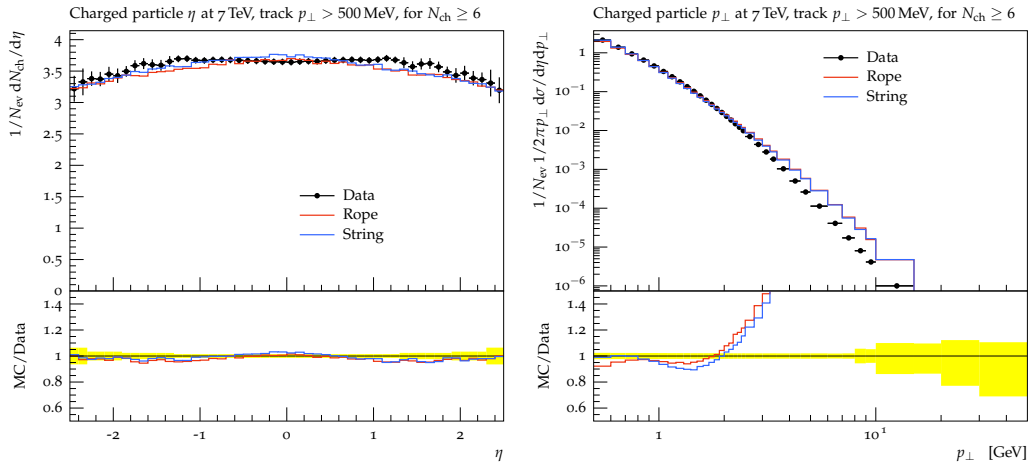 Charged particle η at 7 TeV, track p⊥ > 500 MeV, for Nch ≥ 6
1/Nev dNch/dη
4
3.5
3
2.5
2
1.5
1
0.5
0
Data
Rope
String
MC/Data
1.4
1.2
1
0.8
0.6
-2
-1
0
1
2
η
Charged particle p⊥ at 7 TeV, track p⊥ > 500 MeV, for Nch ≥ 6
1/Nev 1/2πp⊥ dσ/dηdp⊥
1
10−1
10−2
10−3
10−4
10−5
10−6
Data
Rope
String
MC/Data
1.4
1.2
1
0.8
0.6
1
10 1
p⊥ [GeV]